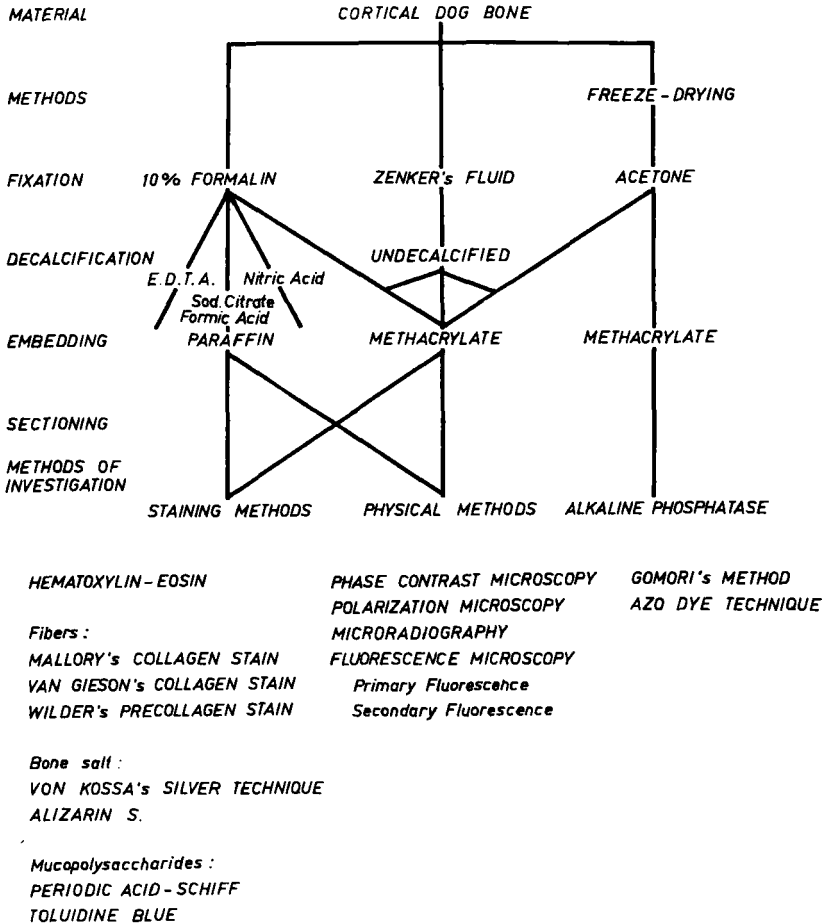 MATERIAL CORTICAL DOG BONE
METHODS FREEZE-DRYING
FIXATION 10% FORMALIN ZENKER's FLUID ACETONE
DECALCIFICATION UNDECALCIFIED
E.D.T.A. Nitric Acid
Sod. Citrate
Formic Acid
EMBEDDING PARAFFIN METHACRYLATE METHACRYLATE
SECTIONING
METHODS OF
INVESTIGATION
STAINING METHODS PHYSICAL METHODS ALKALINE PHOSPHATASE
HEMATOXYLIN-EOSIN PHASE CONTRAST MICROSCOPY GOMORI's METHOD
POLARIZATION MICROSCOPY AZO DYE TECHNIQUE
Fibers: MICRORADIOGRAPHY
MALLORY's COLLAGEN STAIN FLUORESCENCE MICROSCOPY
VAN GIESON's COLLAGEN STAIN Primary Fluorescence
WILDER's PRECOLLAGEN STAIN Secondary Fluorescence
Bone salt:
VON KOSSA's SILVER TECHNIQUE
ALIZARIN S.
Mucopolysaccharides:
PERIODIC ACID-SCHIFF
TOLUIDINE BLUE